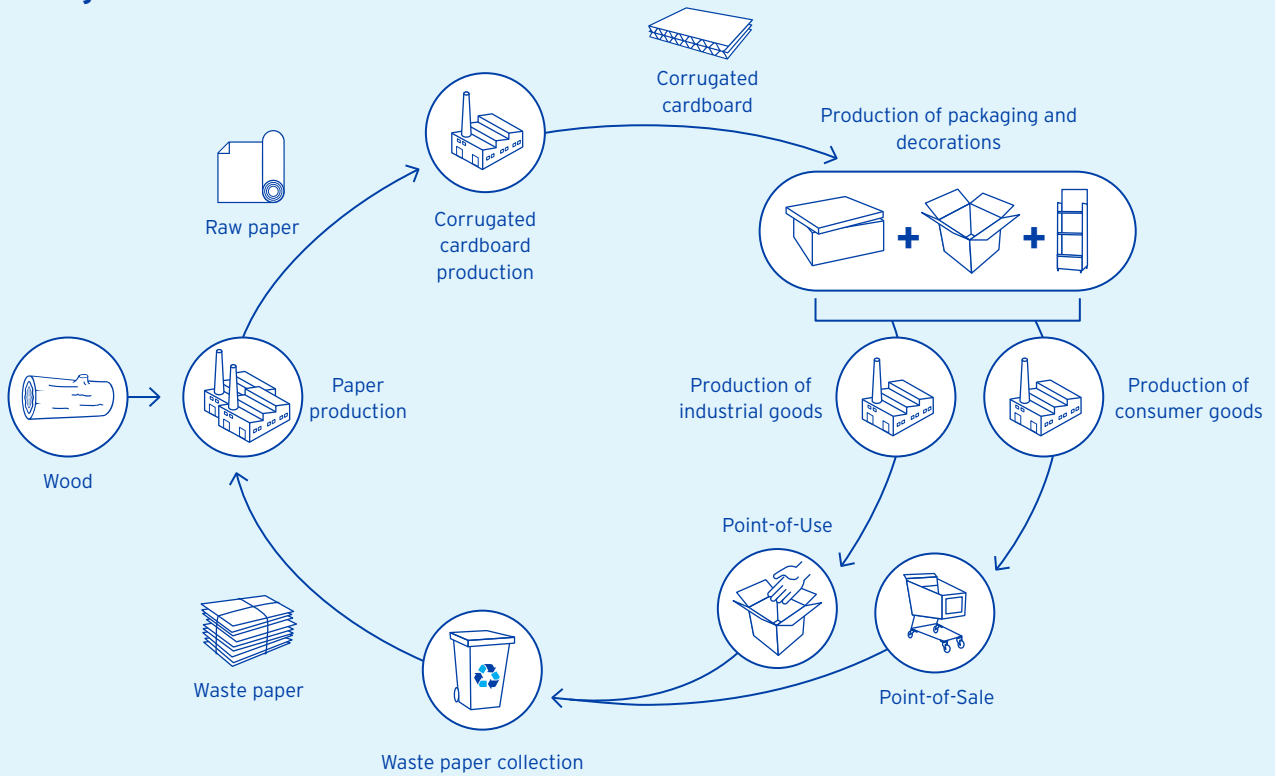 Corrugated
cardboard
Production of packaging and
decorations
Raw paper
Corrugated
cardboard
production
Paper
production
Production of
industrial goods
Production of
consumer goods
Wood
Point-of-Use
Waste paper
Point-of-Sale
Waste paper collection